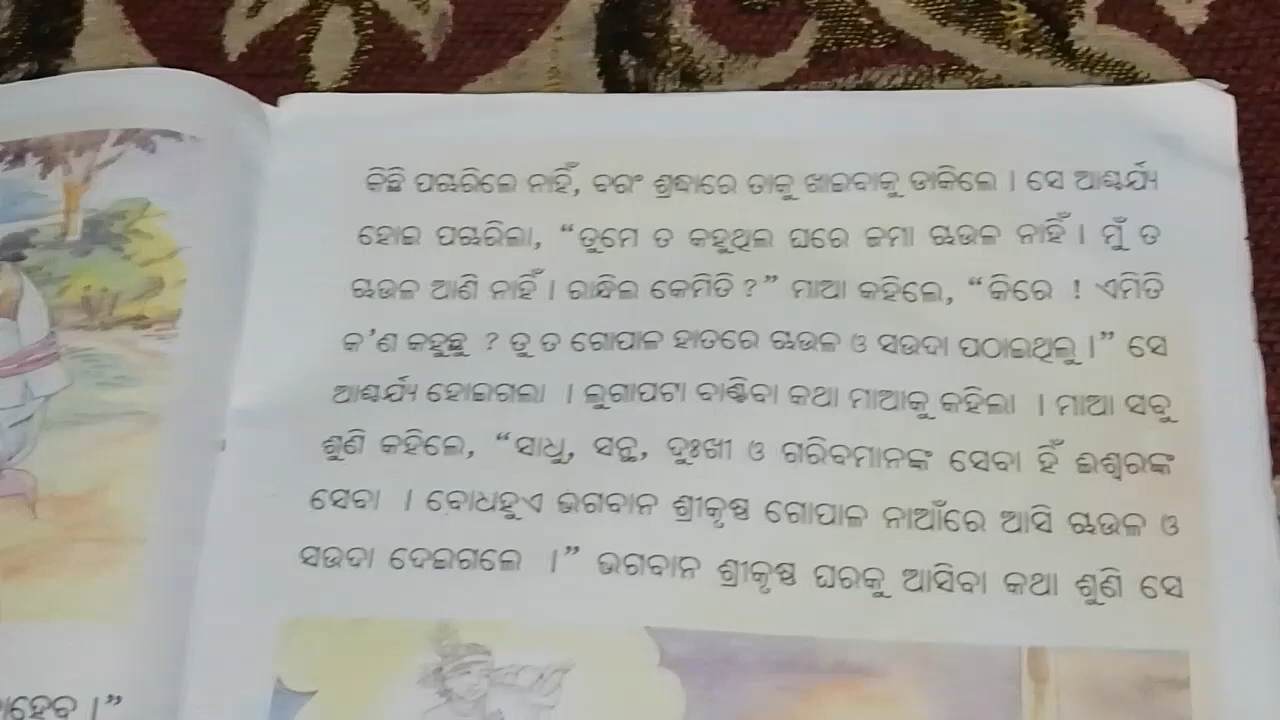 କିଛି ପଚାରିଲେ ନାହିଁ, ବରଂ ଶ୍ରଦ୍ଧାରେ ତାକୁ ଖାଇବାକୁ ଡାକିଲେ । ସେ ଆଶ୍ଚର୍ଯ୍ୟ
ହୋଇ ପଚାରିଲା, “ତୁମେ ତ କହୁଥିଲ ଘରେ ଜମା ଚାଉଳ ନାହିଁ । ମୁଁ ତ
ଚାଉଳ ଆଣି ନାହିଁ । ରାନ୍ଧିଲ କେମିତି ?” ମାଆ କହିଲେ, “କିରେ ! ଏମିତି
କ’ଣ କହୁଛୁ ? ତୁ ତ ଗୋପାଳ ହାତରେ ଚାଉଳ ଓ ସଉଦା ପଠାଇଥିଲୁ ।” ସେ
ଆଶ୍ଚର୍ଯ୍ୟ ହୋଇଗଲା । ଲୁଗାପଟା ବାଣ୍ଟିବା କଥା ମାଆକୁ କହିଲା । ମାଆ ସବୁ
ଶୁଣି କହିଲେ, “ସାଧୁ, ସନ୍ଥ, ଦୁଃଖୀ ଓ ଗରିବମାନଙ୍କ ସେବା ହିଁ ଈଶ୍ୱରଙ୍କ
ସେବା । ବୋଧହୁଏ ଭଗବାନ ଶ୍ରୀକୃଷ୍ଣ ଗୋପାଳ ନାଆଁରେ ଆସି ଚାଉଳ ଓ
ସଉଦା ଦେଇଗଲେ ।” ଭଗବାନ ଶ୍ରୀକୃଷ୍ଣ ଘରକୁ ଆସିବା କଥା ଶୁଣି ସେ